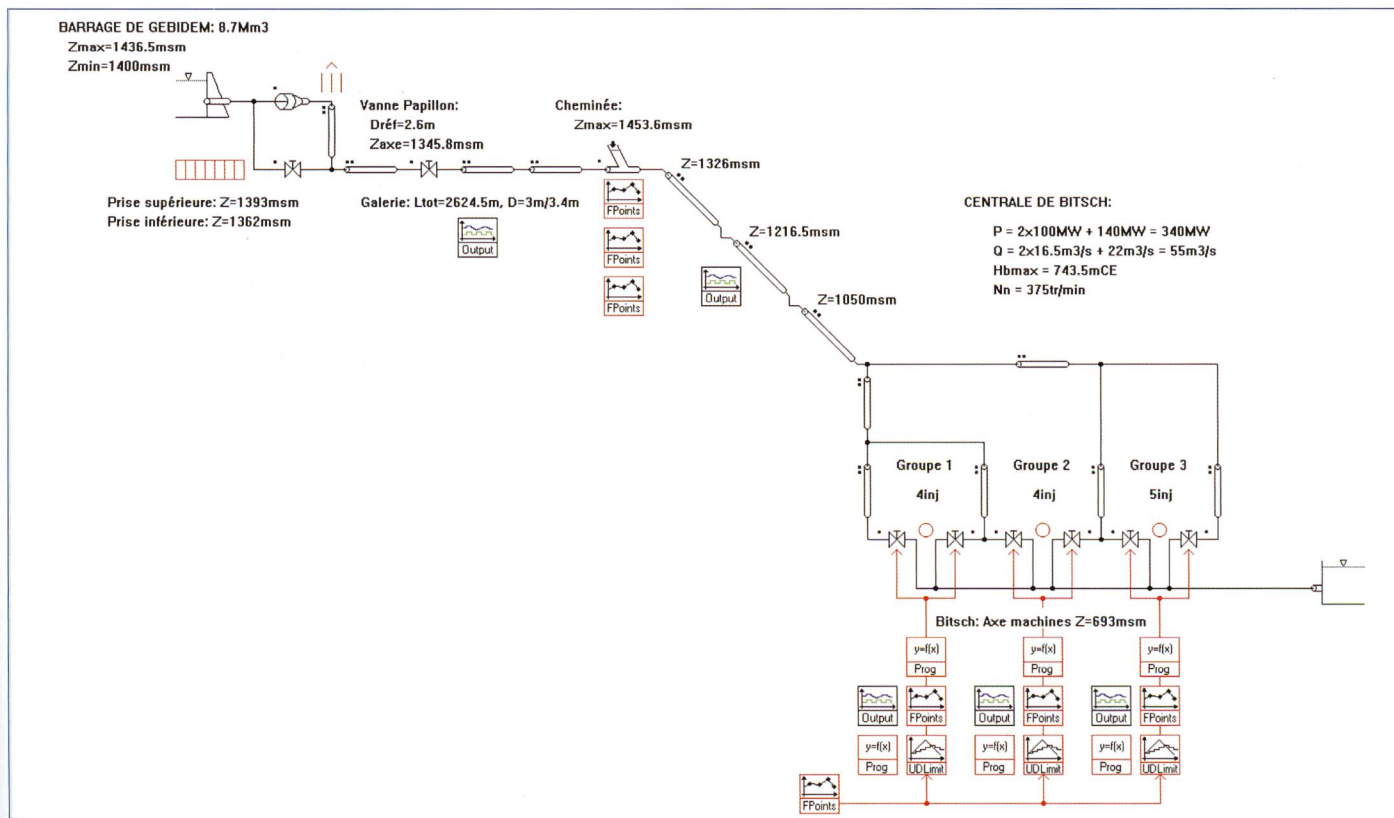 BARRAGE DE GEBIDEM: 8.7Mm3
Zmax=1436.5msm
Zmin=1400msm
Vanne Papillon:
Dréf=2.6m
Zaxe=1345.8msm
Cheminée:
Zmax=1453.6msm
Z=1326msm
Prise supérieure: Z=1393msm
Prise inférieure: Z=1362msm
Galerie: Ltot=2624.5m, D=3m/3.4m
FPoints
Output
FPoints
FPoints
Z=1216.5msm
Output
Z=1050msm
CENTRALE DE BITSCH:
P = 2x100MW + 140MW = 340MW
Q = 2x16.5m3/s + 22m3/s = 55m3/s
Hbmax = 743.5mCE
Nn = 375tr/min
Groupe 1
4inj
Groupe 2
4inj
Groupe 3
5inj
Bitsch: Axe machines Z=693msm
y=f(x)
Prog
y=f(x)
Prog
y=f(x)
Prog
Output
FPoints
Output
FPoints
Output
FPoints
y=f(x)
Prog
UDLimit
y=f(x)
Prog
UDLimit
y=f(x)
Prog
UDLimit
FPoints